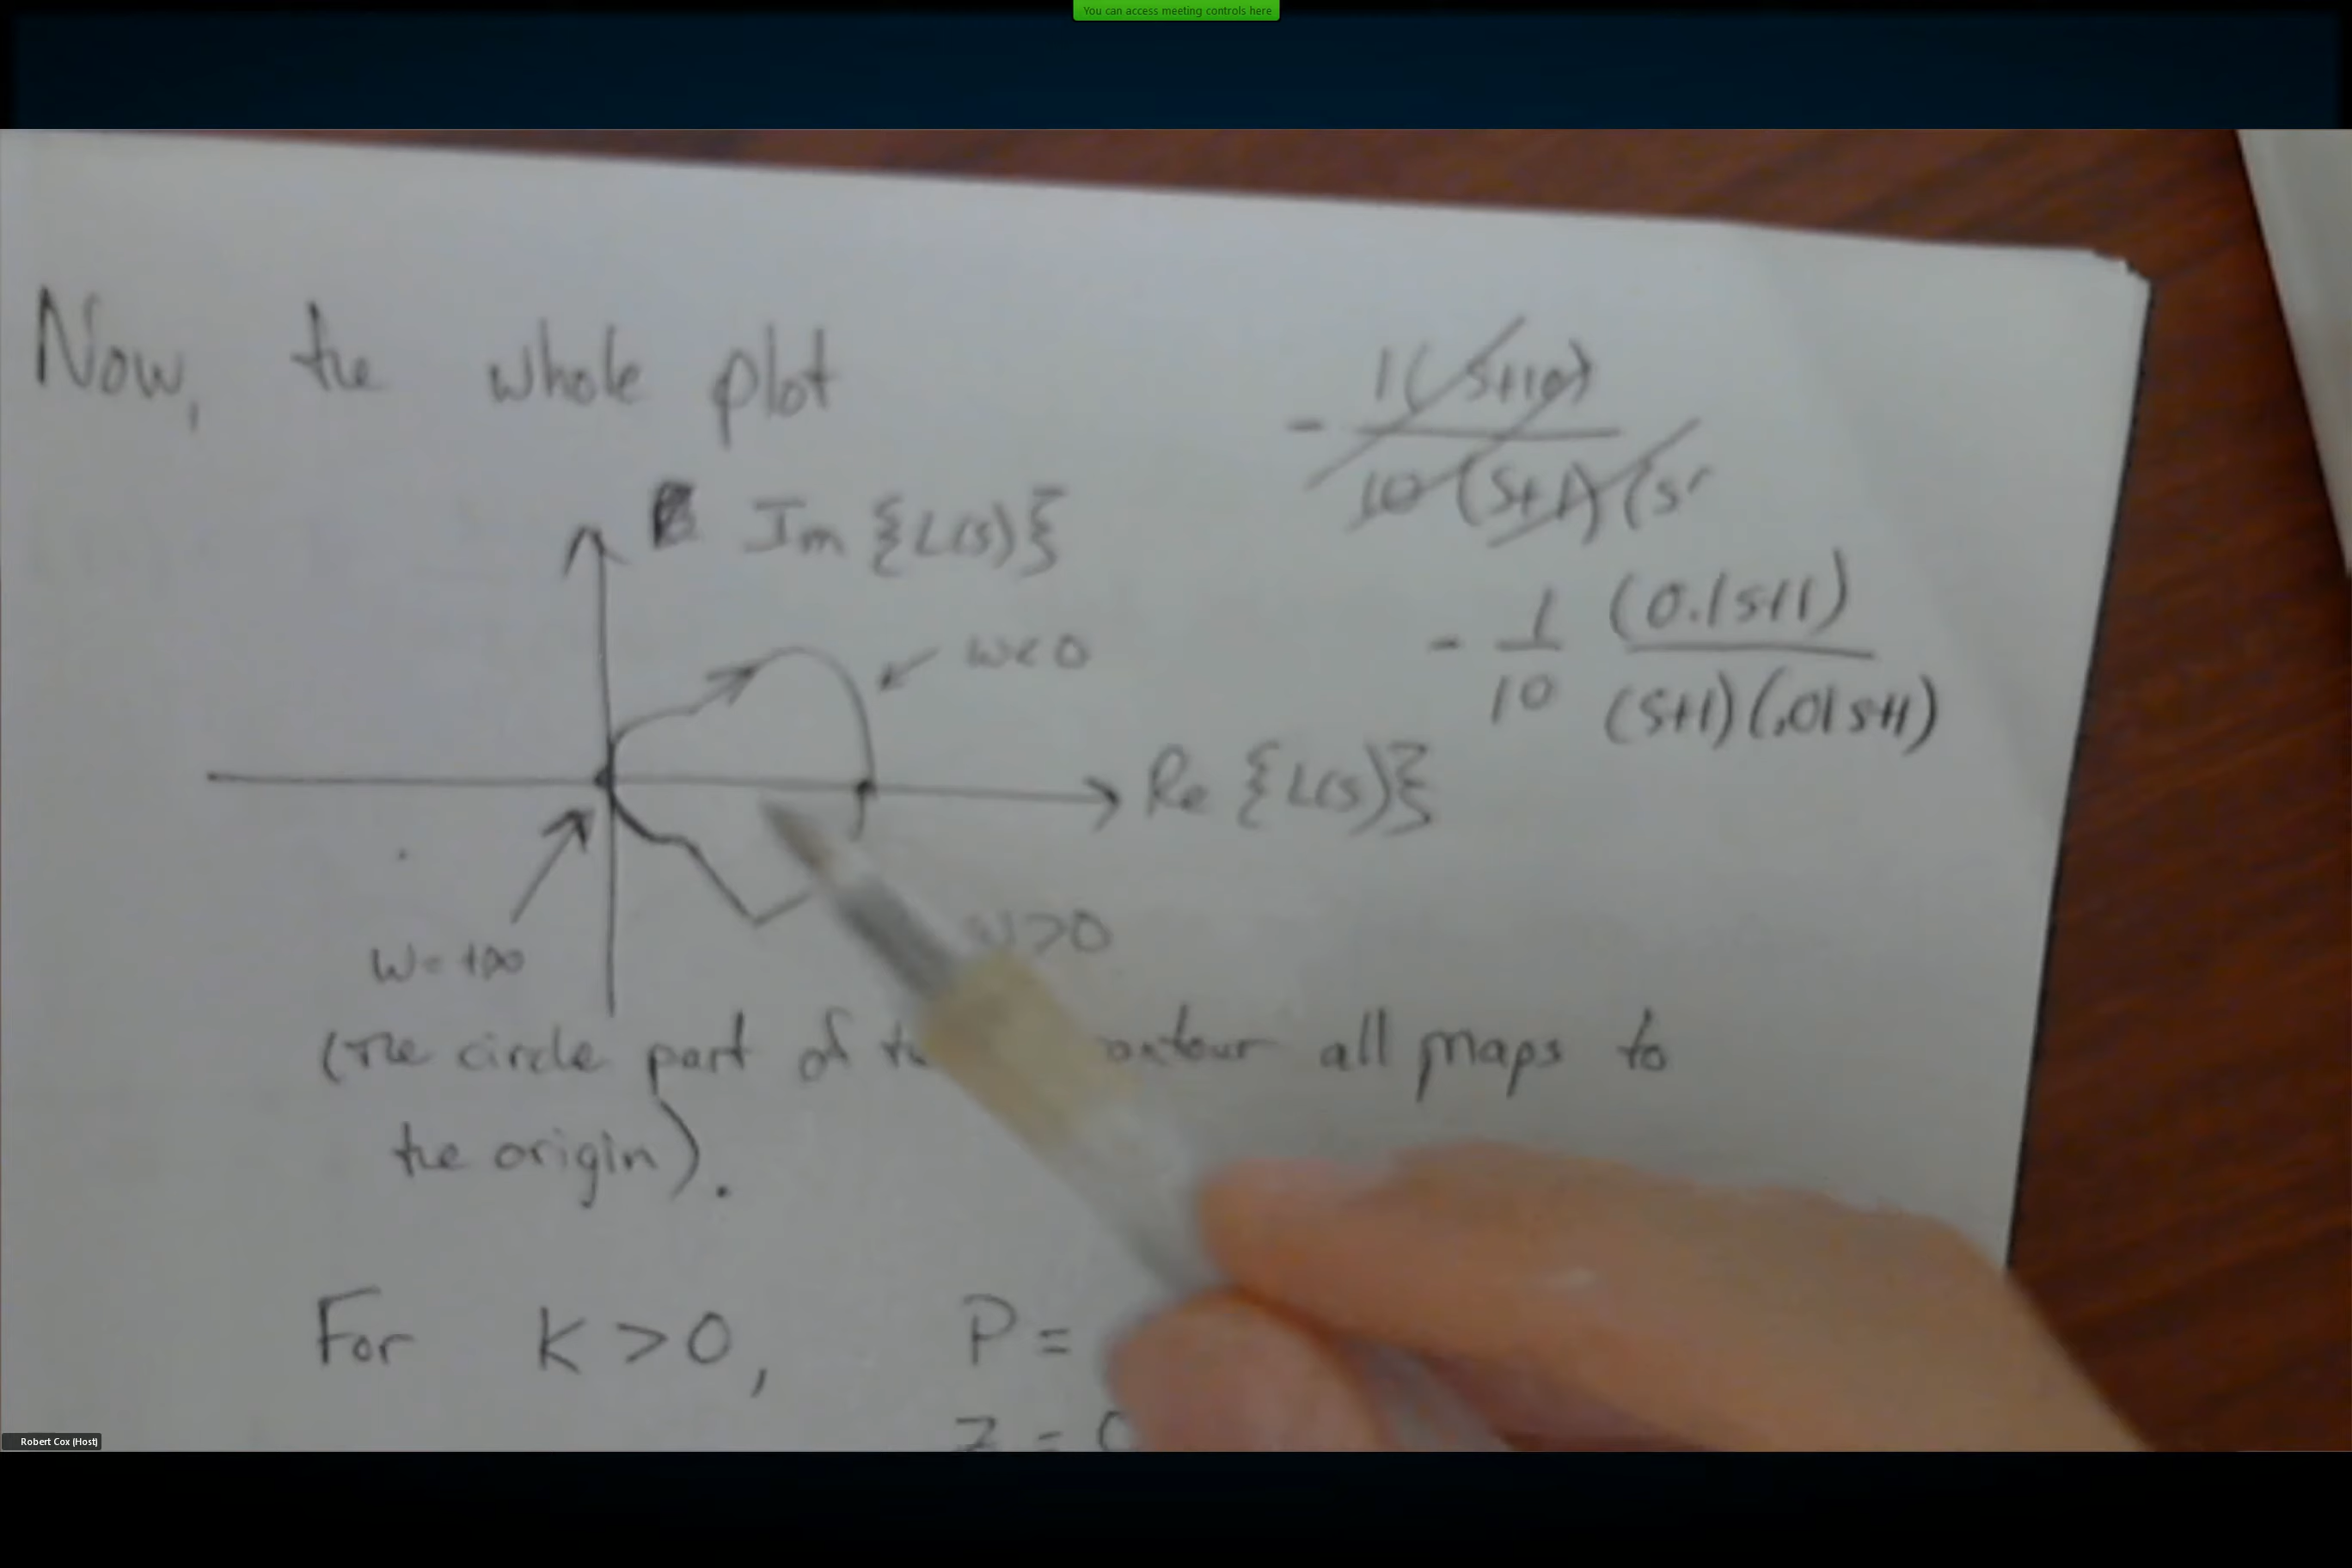 You can access meeting controls here
Now, the whole plot
- 1(s+10)
10(s+1)(s
Im {L(s)}
- 1 (0.1s+1)
10 (s+1)(.01s+1)
w<0
Re {L(s)}
>0
w=+∞
(the circle part of contour all maps to
the origin).
For K>0, P=
Z=0
Robert Cox (Host)